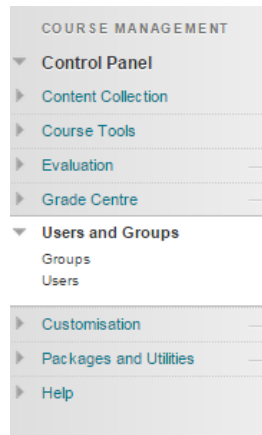 COURSE MANAGEMENT
Control Panel
Content Collection
Course Tools
Evaluation
Grade Centre
Users and Groups
Groups
Users
Customisation
Packages and Utilities
Help